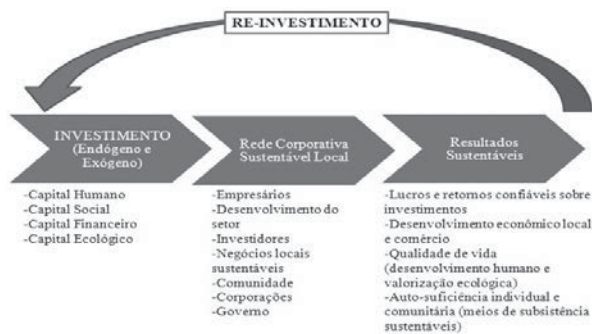 RE-INVESTIMENTO
INVESTIMENTO
(Endógeno e
Exógeno)
Rede Corporativa
Sustentável Local
Resultados
Sustentáveis
-Capital Humano
-Capital Social
-Capital Financeiro
-Capital Ecológico
-Empresários
-Desenvolvimento do
setor
-Investidores
-Negócios locais
sustentáveis
-Comunidade
-Corporações
-Governo
-Lucros e retornos confiáveis sobre
investimentos
-Desenvolvimento econômico local
e comércio
-Qualidade de vida
(desenvolvimento humano e
valorização ecológica)
-Auto-suficiência individual e
comunitária (meios de subsistência
sustentáveis)